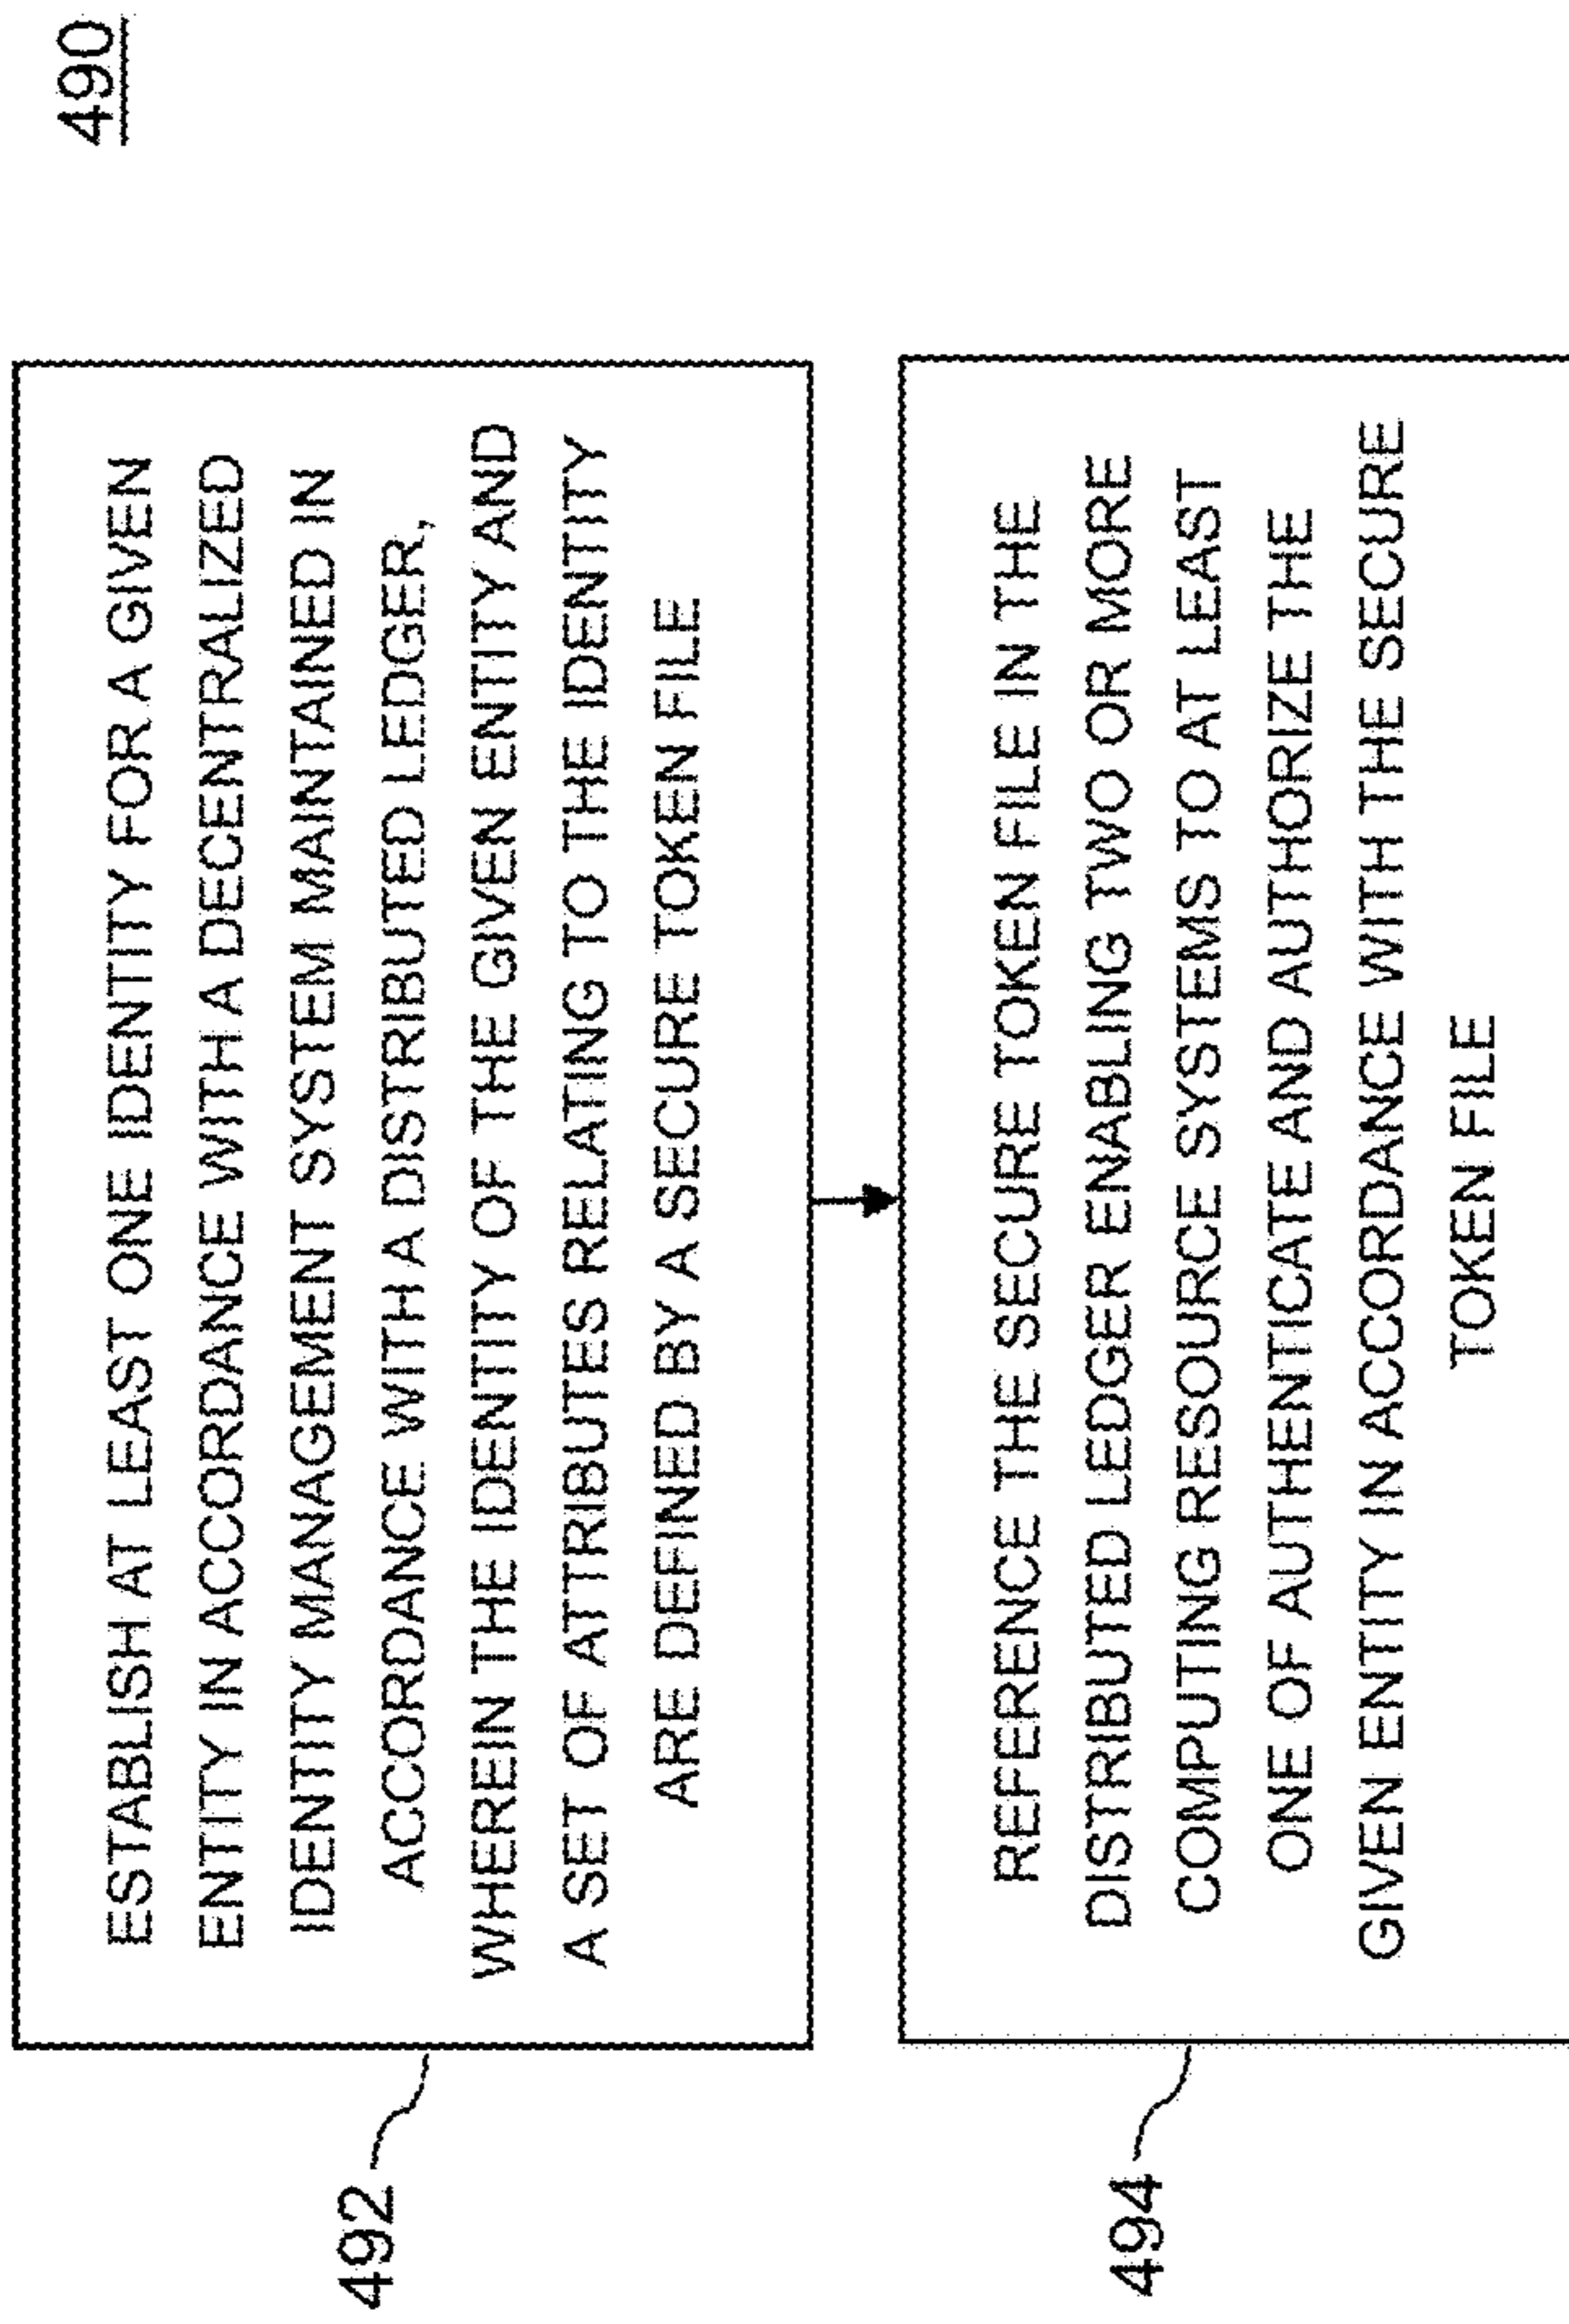 490
492
ESTABLISH AT LEAST ONE IDENTITY FOR A GIVEN
ENTITY IN ACCORDANCE WITH A DECENTRALIZED
IDENTITY MANAGEMENT SYSTEM MAINTAINED IN
ACCORDANCE WITH A DISTRIBUTED LEDGER,
WHEREIN THE IDENTITY OF THE GIVEN ENTITY AND
A SET OF ATTRIBUTES RELATING TO THE IDENTITY
ARE DEFINED BY A SECURE TOKEN FILE
494
REFERENCE THE SECURE TOKEN FILE IN THE
DISTRIBUTED LEDGER ENABLING TWO OR MORE
COMPUTING RESOURCE SYSTEMS TO AT LEAST
ONE OF AUTHENTICATE AND AUTHORIZE THE
GIVEN ENTITY IN ACCORDANCE WITH THE SECURE
TOKEN FILE